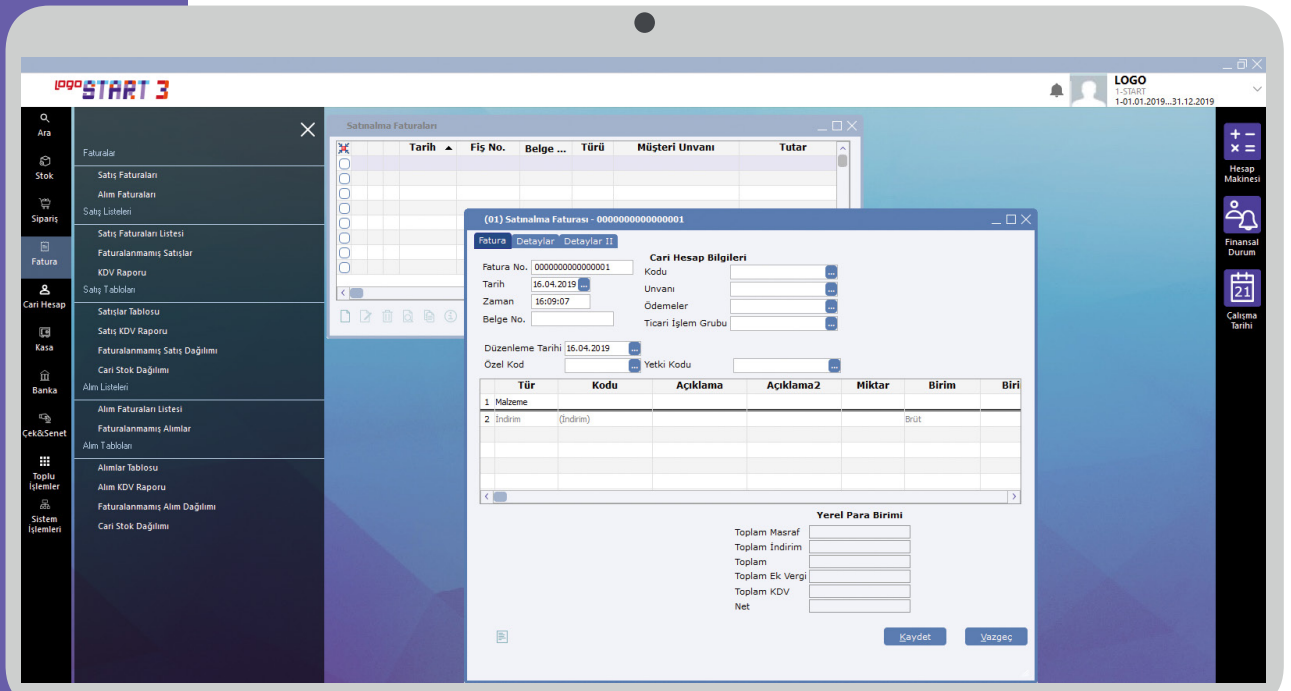 logo START 3
LOGO
1-START
1-01.01.2019...31.12.2019
Ara
Stok
Sipariş
Fatura
Cari Hesap
Kasa
Banka
Çek&Senet
Toplu
İşlemler
Sistem
İşlemleri
Faturalar
Satış Faturaları
Alım Faturaları
Satış Listeleri
Satış Faturaları Listesi
Faturalanmamış Satışlar
KDV Raporu
Satış Tabloları
Satışlar Tablosu
Satış KDV Raporu
Faturalanmamış Satış Dağılımı
Cari Stok Dağılımı
Alım Listeleri
Alım Faturaları Listesi
Faturalanmamış Alımlar
Alım Tabloları
Alımlar Tablosu
Alım KDV Raporu
Faturalanmamış Alım Dağılımı
Cari Stok Dağılımı
Satınalma Faturaları
Tarih Fiş No. Belge ... Türü Müşteri Unvanı Tutar
(01) Satınalma Faturası - 0000000000000001
Fatura Detaylar Detaylar II
Cari Hesap Bilgileri
Fatura No. 0000000000000001 Kodu
Tarih 16.04.2019 ... Unvanı
Zaman 16:09:07 Ödemeler
Belge No. Ticari İşlem Grubu
Düzenleme Tarihi 16.04.2019
Özel Kod Yetki Kodu
Tür Kodu Açıklama Açıklama2 Miktar Birim Biri
1 Malzeme
2 İndirim (İndirim) Brüt
Yerel Para Birimi
Toplam Masraf
Toplam İndirim
Toplam
Toplam Ek Vergi
Toplam KDV
Net
Kaydet Vazgeç
Hesap
Makinesi
Finansal
Durum
21
Çalışma
Tarihi